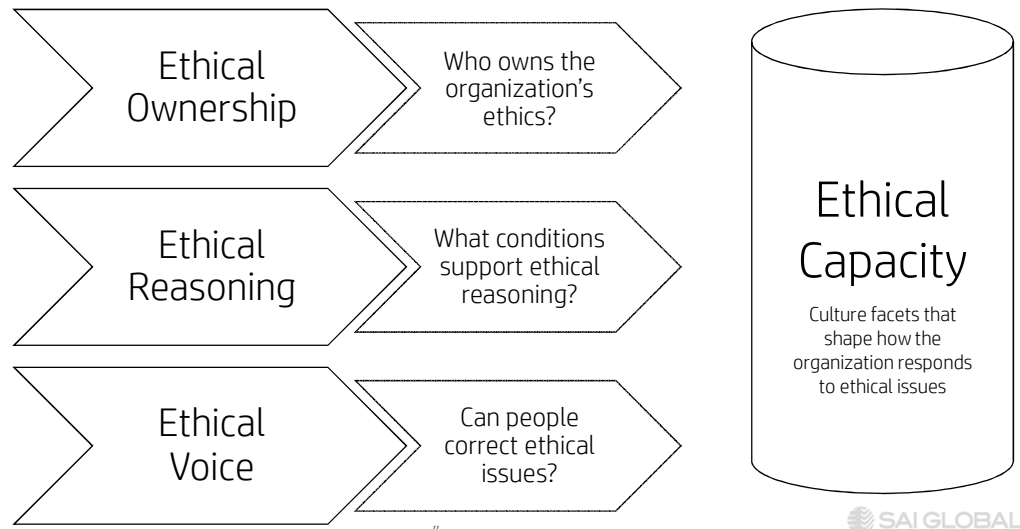 Ethical
Ownership
Who owns the
organization's
ethics?
Ethical
Reasoning
What conditions
support ethical
reasoning?
Ethical
Voice
Can people
correct ethical
issues?
Ethical
Capacity
Culture facets that
shape how the
organization responds
to ethical issues
"
SAI GLOBAL